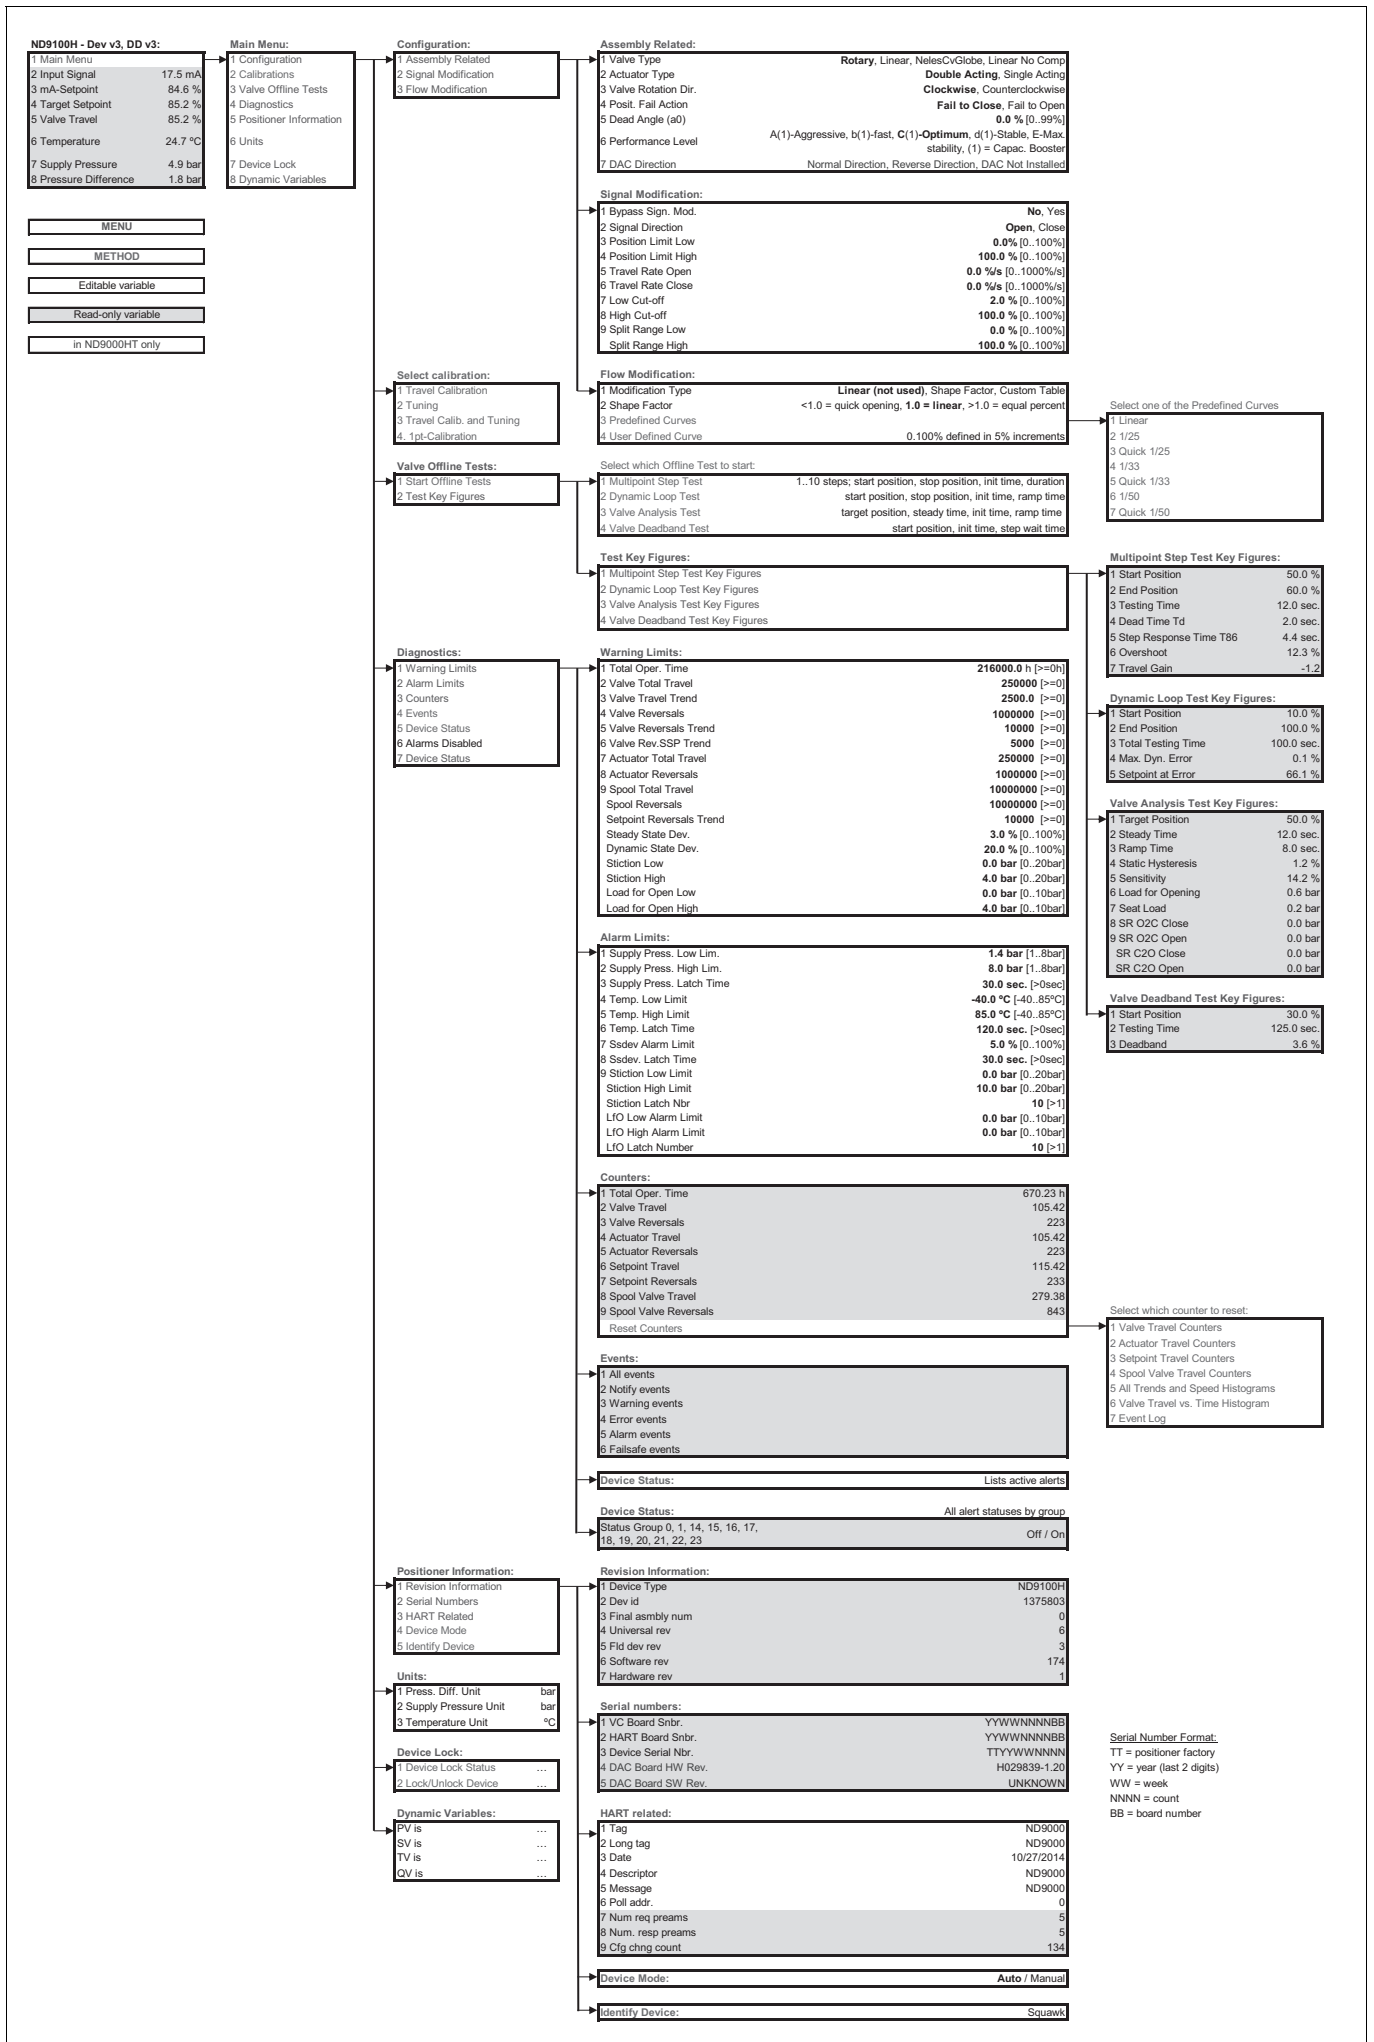 ND9100H - Dev v3, DD v3:
1 Main Menu
2 Input Signal 17.5 mA
3 mA-Setpoint 84.6 %
4 Target Setpoint 85.2 %
5 Valve Travel 85.2 %
6 Temperature 24.7 ºC
7 Supply Pressure 4.9 bar
8 Pressure Difference 1.8 bar
MENU
METHOD
Editable variable
Read-only variable
in ND9000HT only
Main Menu:
1 Configuration
2 Calibrations
3 Valve Offline Tests
4 Diagnostics
5 Positioner Information
6 Units
7 Device Lock
8 Dynamic Variables
Configuration:
1 Assembly Related
2 Signal Modification
3 Flow Modification
Assembly Related:
1 Valve Type Rotary, Linear, NelesCvGlobe, Linear No Comp
2 Actuator Type Double Acting, Single Acting
3 Valve Rotation Dir. Clockwise, Counterclockwise
4 Posit. Fail Action Fail to Close, Fail to Open
5 Dead Angle (a0) 0.0 % [0..99%]
6 Performance Level A(1)-Aggressive, b(1)-fast, C(1)-Optimum, d(1)-Stable, E-Max.
stability, (1) = Capac. Booster
7 DAC Direction Normal Direction, Reverse Direction, DAC Not Installed
Signal Modification:
1 Bypass Sign. Mod. No, Yes
2 Signal Direction Open, Close
3 Position Limit Low 0.0% [0..100%]
4 Position Limit High 100.0 % [0..100%]
5 Travel Rate Open 0.0 %/s [0..1000%/s]
6 Travel Rate Close 0.0 %/s [0..1000%/s]
7 Low Cut-off 2.0 % [0..100%]
8 High Cut-off 100.0 % [0..100%]
9 Split Range Low 0.0 % [0..100%]
Split Range High 100.0 % [0..100%]
Select calibration:
1 Travel Calibration
2 Tuning
3 Travel Calib. and Tuning
4. 1pt-Calibration
Flow Modification:
1 Modification Type Linear (not used), Shape Factor, Custom Table
2 Shape Factor <1.0 = quick opening, 1.0 = linear, >1.0 = equal percent
3 Predefined Curves
4 User Defined Curve 0.100% defined in 5% increments
Select one of the Predefined Curves
1 Linear
2 1/25
3 Quick 1/25
4 1/33
5 Quick 1/33
6 1/50
7 Quick 1/50
Valve Offline Tests:
1 Start Offline Tests
2 Test Key Figures
Select which Offline Test to start:
1 Multipoint Step Test 1..10 steps; start position, stop position, init time, duration
2 Dynamic Loop Test start position, stop position, init time, ramp time
3 Valve Analysis Test target position, steady time, init time, ramp time
4 Valve Deadband Test start position, init time, step wait time
Test Key Figures:
1 Multipoint Step Test Key Figures
2 Dynamic Loop Test Key Figures
3 Valve Analysis Test Key Figures
4 Valve Deadband Test Key Figures
Multipoint Step Test Key Figures:
1 Start Position 50.0 %
2 End Position 60.0 %
3 Testing Time 12.0 sec.
4 Dead Time Td 2.0 sec.
5 Step Response Time T86 4.4 sec.
6 Overshoot 12.3 %
7 Travel Gain -1.2
Dynamic Loop Test Key Figures:
1 Start Position 10.0 %
2 End Position 100.0 %
3 Total Testing Time 100.0 sec.
4 Max. Dyn. Error 0.1 %
5 Setpoint at Error 66.1 %
Valve Analysis Test Key Figures:
1 Target Position 50.0 %
2 Steady Time 12.0 sec.
3 Ramp Time 8.0 sec.
4 Static Hysteresis 1.2 %
5 Sensitivity 14.2 %
6 Load for Opening 0.6 bar
7 Seat Load 0.2 bar
8 SR O2C Close 0.0 bar
9 SR O2C Open 0.0 bar
SR C2O Close 0.0 bar
SR C2O Open 0.0 bar
Valve Deadband Test Key Figures:
1 Start Position 30.0 %
2 Testing Time 125.0 sec.
3 Deadband 3.6 %
Diagnostics:
1 Warning Limits
2 Alarm Limits
3 Counters
4 Events
5 Device Status
6 Alarms Disabled
7 Device Status
Warning Limits:
1 Total Oper. Time 216000.0 h [>=0h]
2 Valve Total Travel 250000 [>=0]
3 Valve Travel Trend 2500.0 [>=0]
4 Valve Reversals 1000000 [>=0]
5 Valve Reversals Trend 10000 [>=0]
6 Valve Rev.SSP Trend 5000 [>=0]
7 Actuator Total Travel 250000 [>=0]
8 Actuator Reversals 1000000 [>=0]
9 Spool Total Travel 10000000 [>=0]
Spool Reversals 10000000 [>=0]
Setpoint Reversals Trend 10000 [>=0]
Steady State Dev. 3.0 % [0..100%]
Dynamic State Dev. 20.0 % [0..100%]
Stiction Low 0.0 bar [0..20bar]
Stiction High 4.0 bar [0..20bar]
Load for Open Low 0.0 bar [0..10bar]
Load for Open High 4.0 bar [0..10bar]
Alarm Limits:
1 Supply Press. Low Lim. 1.4 bar [1..8bar]
2 Supply Press. High Lim. 8.0 bar [1..8bar]
3 Supply Press. Latch Time 30.0 sec. [>0sec]
4 Temp. Low Limit -40.0 ºC [-40..85ºC]
5 Temp. High Limit 85.0 ºC [-40..85ºC]
6 Temp. Latch Time 120.0 sec. [>0sec]
7 Ssdev Alarm Limit 5.0 % [0..100%]
8 Ssdev. Latch Time 30.0 sec. [>0sec]
9 Stiction Low Limit 0.0 bar [0..20bar]
Stiction High Limit 10.0 bar [0..20bar]
Stiction Latch Nbr 10 [>1]
LfO Low Alarm Limit 0.0 bar [0..10bar]
LfO High Alarm Limit 0.0 bar [0..10bar]
LfO Latch Number 10 [>1]
Counters:
1 Total Oper. Time 670.23 h
2 Valve Travel 105.42
3 Valve Reversals 223
4 Actuator Travel 105.42
5 Actuator Reversals 223
6 Setpoint Travel 115.42
7 Setpoint Reversals 233
8 Spool Valve Travel 279.38
9 Spool Valve Reversals 843
Reset Counters
Select which counter to reset:
1 Valve Travel Counters
2 Actuator Travel Counters
3 Setpoint Travel Counters
4 Spool Valve Travel Counters
5 All Trends and Speed Histograms
6 Valve Travel vs. Time Histogram
7 Event Log
Events:
1 All events
2 Notify events
3 Warning events
4 Error events
5 Alarm events
6 Failsafe events
Device Status: Lists active alerts
Device Status: All alert statuses by group
Status Group 0, 1, 14, 15, 16, 17,
18, 19, 20, 21, 22, 23 Off / On
Positioner Information:
1 Revision Information
2 Serial Numbers
3 HART Related
4 Device Mode
5 Identify Device
Revision Information:
1 Device Type ND9100H
2 Dev id 1375803
3 Final asmbly num 0
4 Universal rev 6
5 Fld dev rev 3
6 Software rev 174
7 Hardware rev 1
Units:
1 Press. Diff. Unit bar
2 Supply Pressure Unit bar
3 Temperature Unit ºC
Serial numbers:
1 VC Board Snbr. YYWWNNNNBB
2 HART Board Snbr. YYWWNNNNBB
3 Device Serial Nbr. TTYYWWNNNN
4 DAC Board HW Rev. H029839-1.20
5 DAC Board SW Rev. UNKNOWN
Serial Number Format:
TT = positioner factory
YY = year (last 2 digits)
WW = week
NNNN = count
BB = board number
Device Lock:
1 Device Lock Status ...
2 Lock/Unlock Device ...
Dynamic Variables:
PV is ...
SV is ...
TV is ...
QV is ...
HART related:
1 Tag ND9000
2 Long tag ND9000
3 Date 10/27/2014
4 Descriptor ND9000
5 Message ND9000
6 Poll addr. 0
7 Num req preams 5
8 Num. resp preams 5
9 Cfg chng count 134
Device Mode: Auto / Manual
Identify Device: Squawk